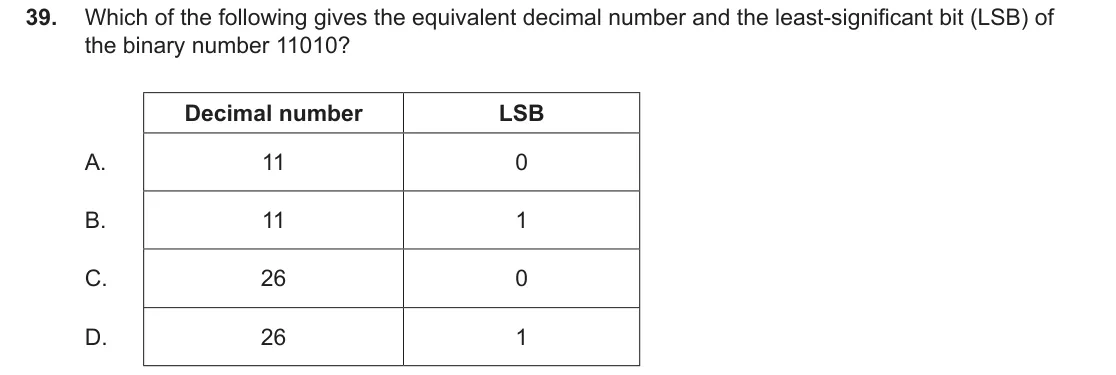 39. Which of the following gives the equivalent decimal number and the least-significant bit (LSB) of
the binary number 11010?
Decimal number LSB
A. 11 0
B. 11 1
C. 26 0
D. 26 1